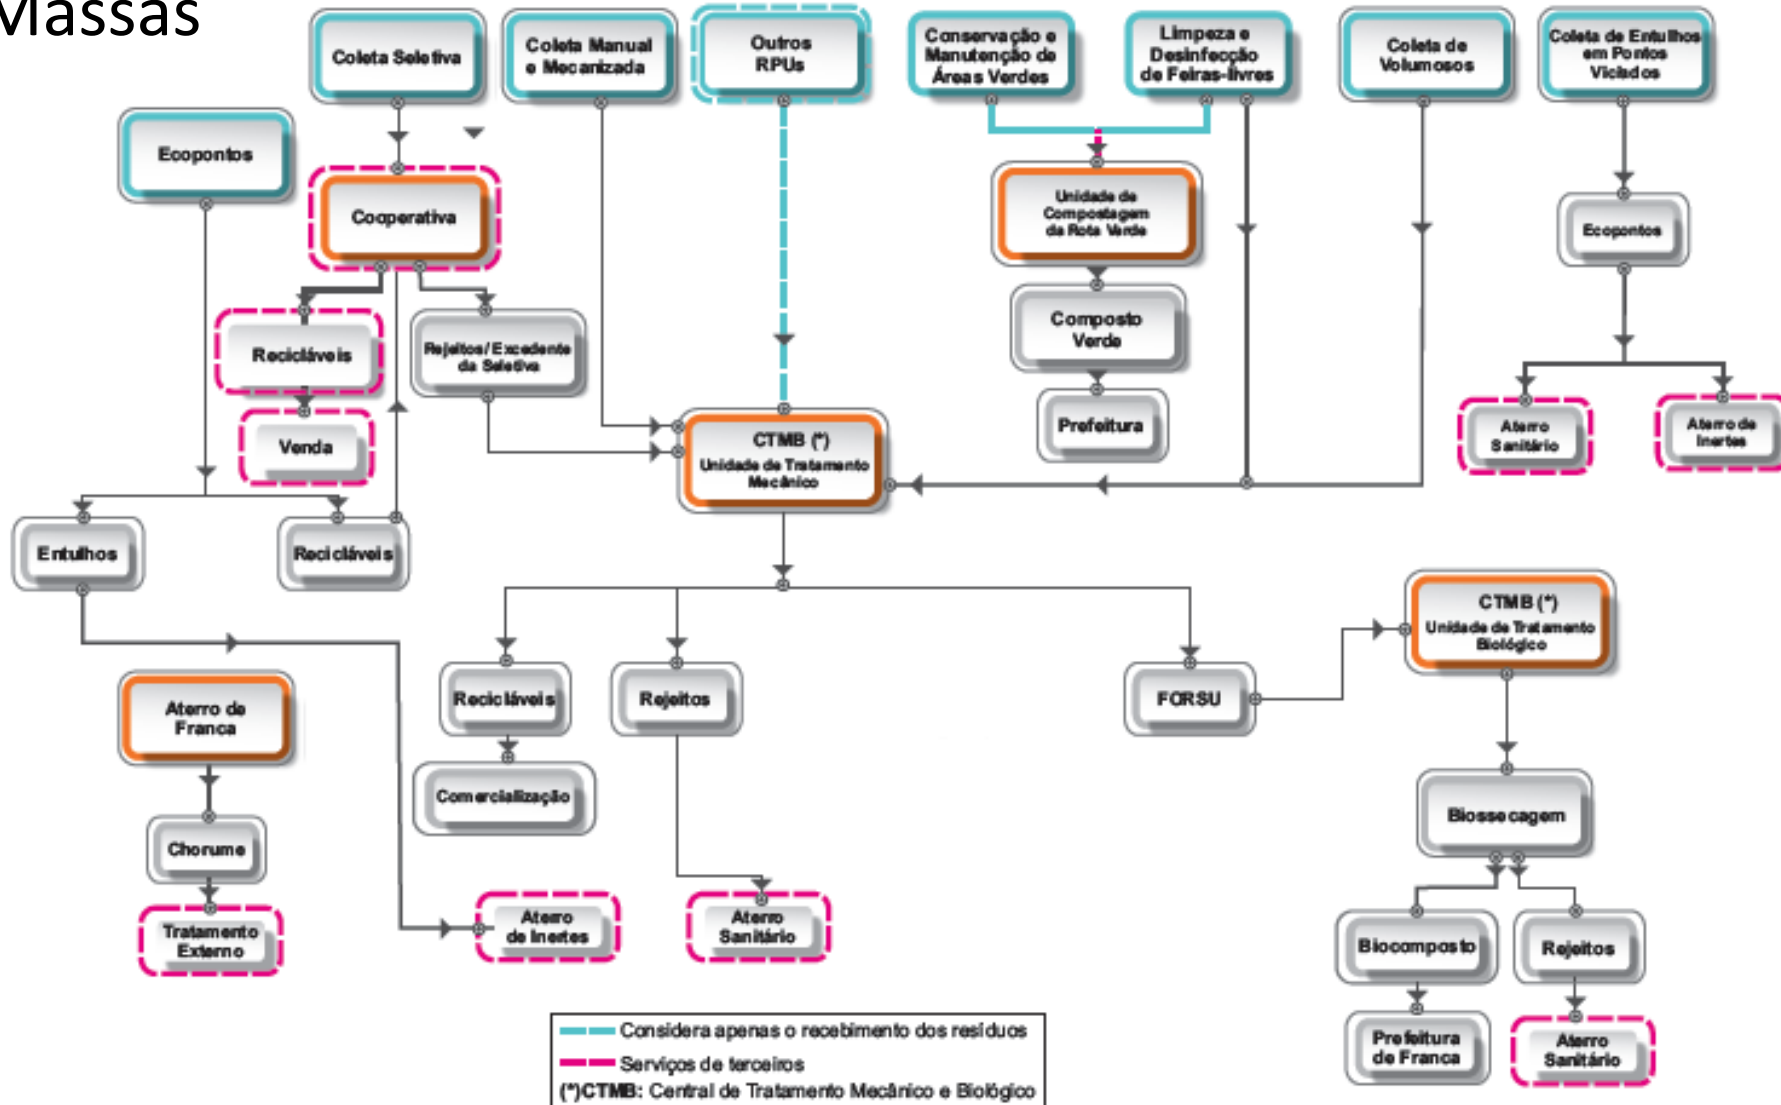 Massas
Coleta Seletiva
Coleta Manual
e Mecanizada
Outros
RPUs
Conservação e
Manutenção de
Áreas Verdes
Limpeza e
Desinfecção
de Feiras-livres
Coleta de
Volumosos
Coleta de Entulhos
em Pontos
Viciados
Ecopontos
Cooperativa
Unidade de
Compostagem
da Rota Verde
Ecopontos
Recicláveis
Rejeitos/Excedente
da Seletiva
Composto
Verde
Venda
CTMB (*)
Unidade de Tratamento
Mecânico
Prefeitura
Aterro
Sanitário
Aterro de
Inertes
Entulhos
Recicláveis
CTMB (*)
Unidade de Tratamento
Biológico
Aterro de
Franca
Recicláveis
Rejeitos
FORSU
Comercialização
Biossecagem
Chorume
Tratamento
Externo
Aterro
de Inertes
Aterro
Sanitário
Biocomposto
Rejeitos
Prefeitura
de Franca
Aterro
Sanitário
Considera apenas o recebimento dos resíduos
Serviços de terceiros
(*)CTMB: Central de Tratamento Mecânico e Biológico